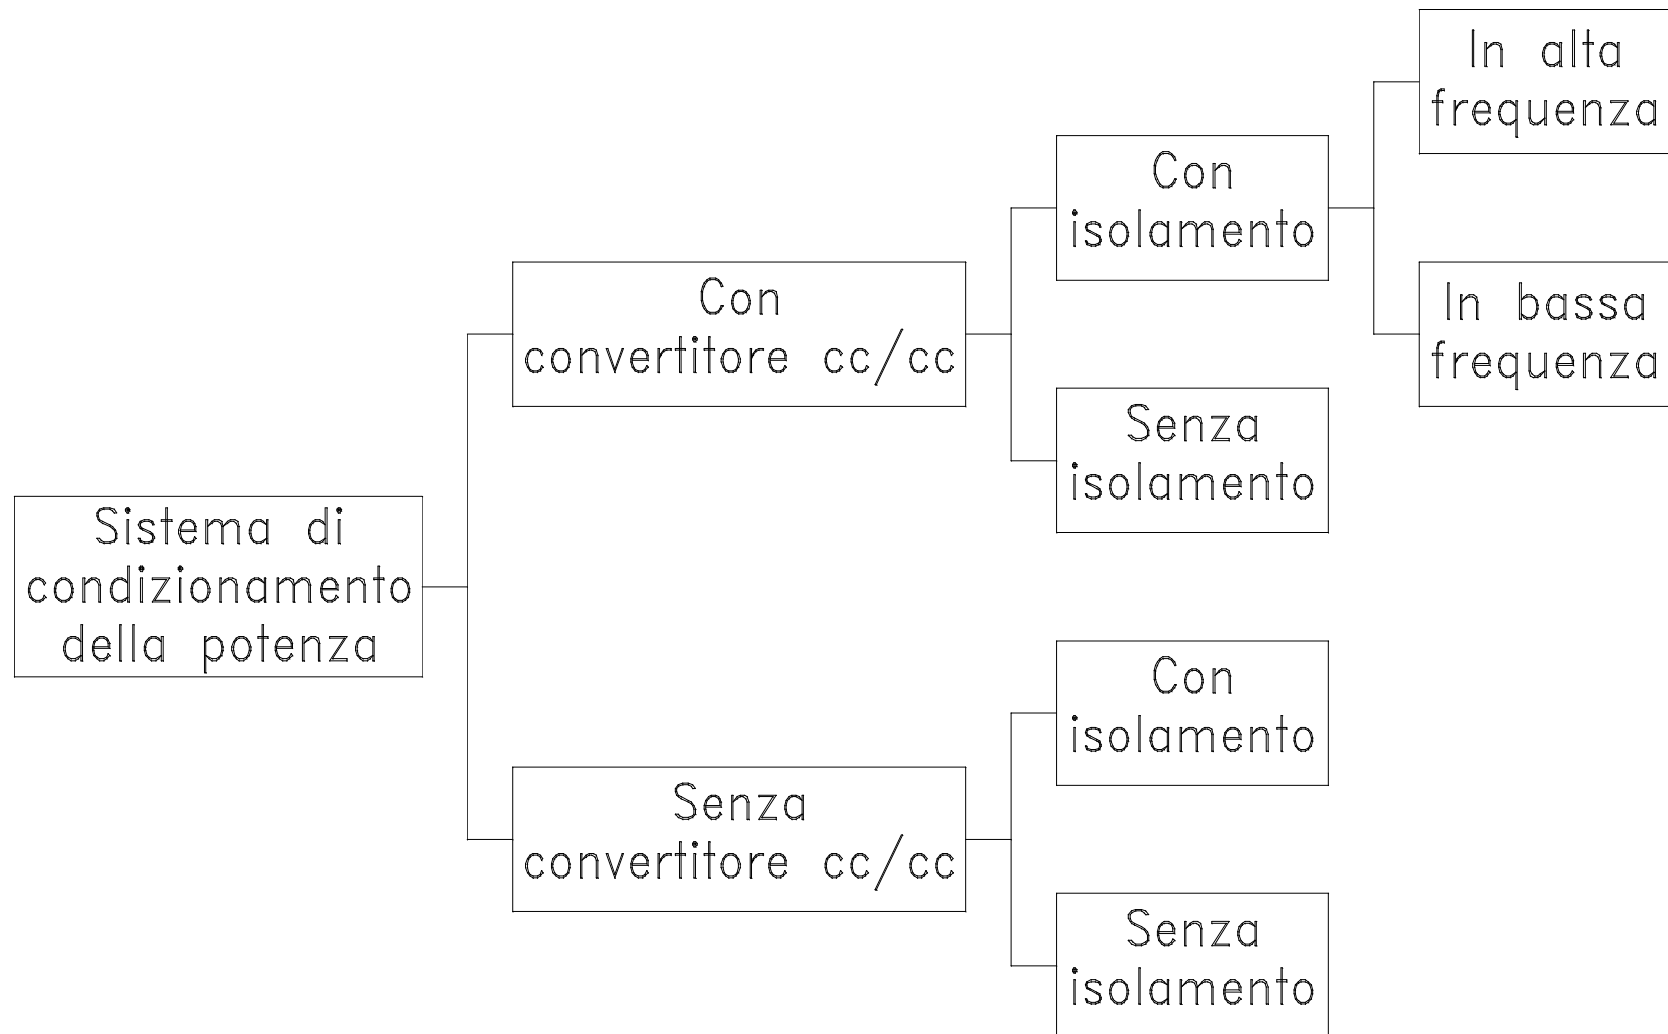 In alta
frequenza
Con
isolamento
Con
convertitore cc/cc
In bassa
frequenza
Senza
isolamento
Sistema di
condizionamento
della potenza
Con
isolamento
Senza
convertitore cc/cc
Senza
isolamento